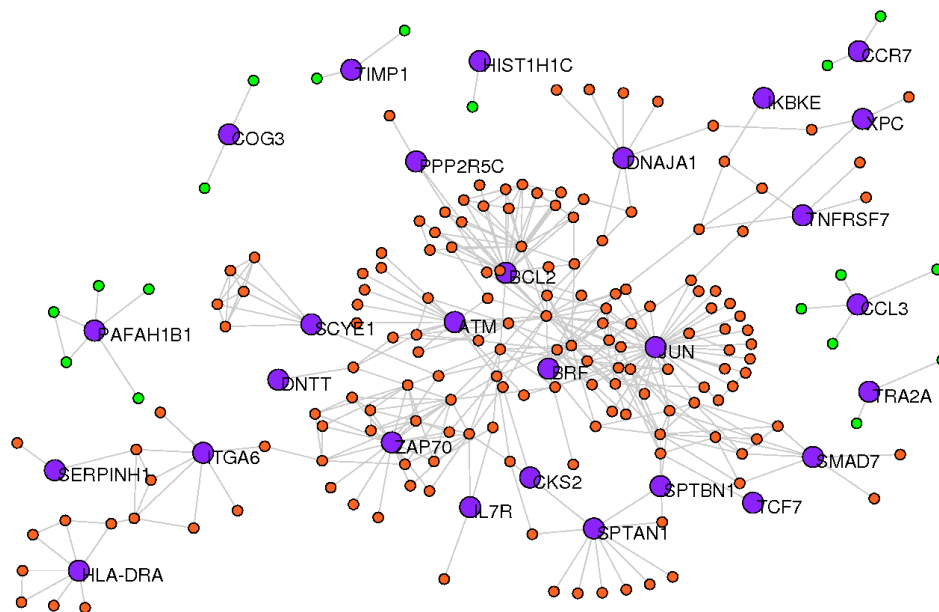 CCR7
HIST1H1C
TIMP1
IKBKE
XPC
COG3
PPP2R5C
DNAJA1
TNFRSF7
BCL2
CCL3
SCYE1
ATM
PAFAH1B1
JUN
BRF
DNTT
TRA2A
ZAP70
ITGA6
SMAD7
SERPINH1
CKS2
SPTBN1
TCF7
IL7R
SPTAN1
HLA-DRA